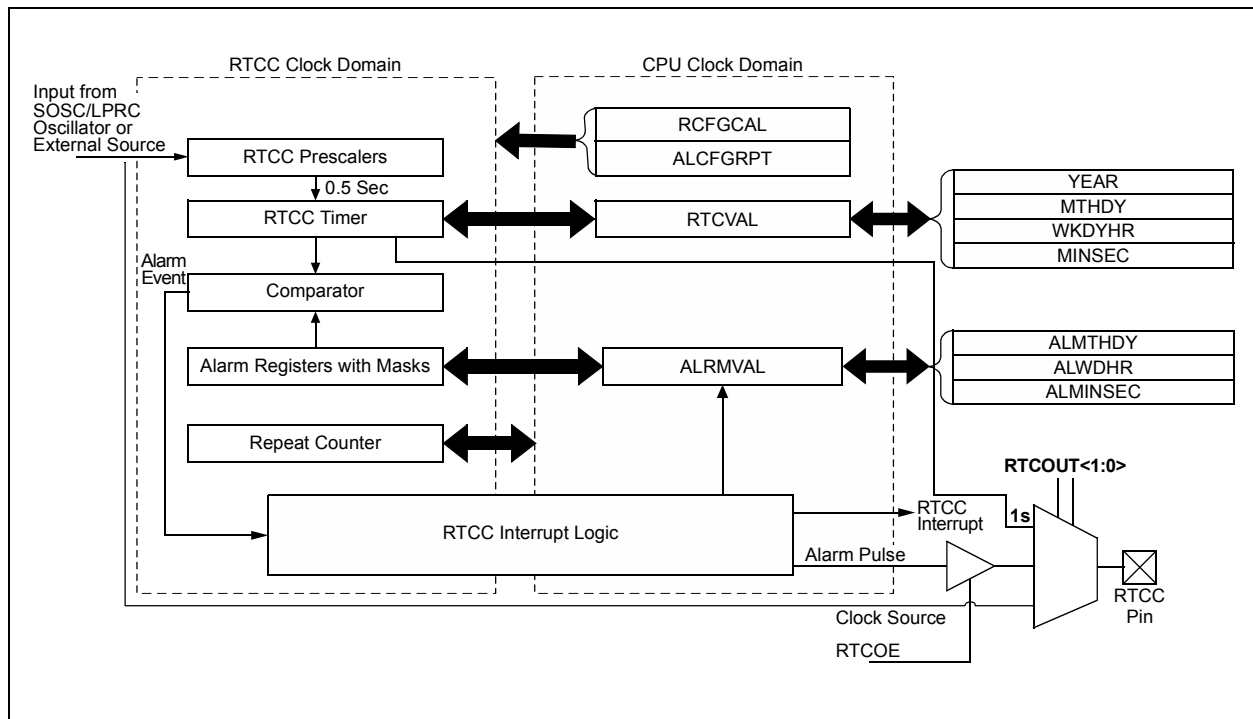 RTCC Clock Domain
CPU Clock Domain
Input from
SOSC/LPRC
Oscillator or
External Source
RCFGCAL
ALCFGRPT
RTCC Prescalers
0.5 Sec
RTCC Timer
RTCVAL
YEAR
MTHDY
WKDYHR
MINSEC
Alarm
Event
Comparator
Alarm Registers with Masks
ALRMVAL
ALMTHDY
ALWDHR
ALMINSEC
Repeat Counter
RTCOUT<1:0>
RTCC Interrupt Logic
RTCC
Interrupt
1s
Alarm Pulse
Clock Source
RTCOE
RTCC
Pin